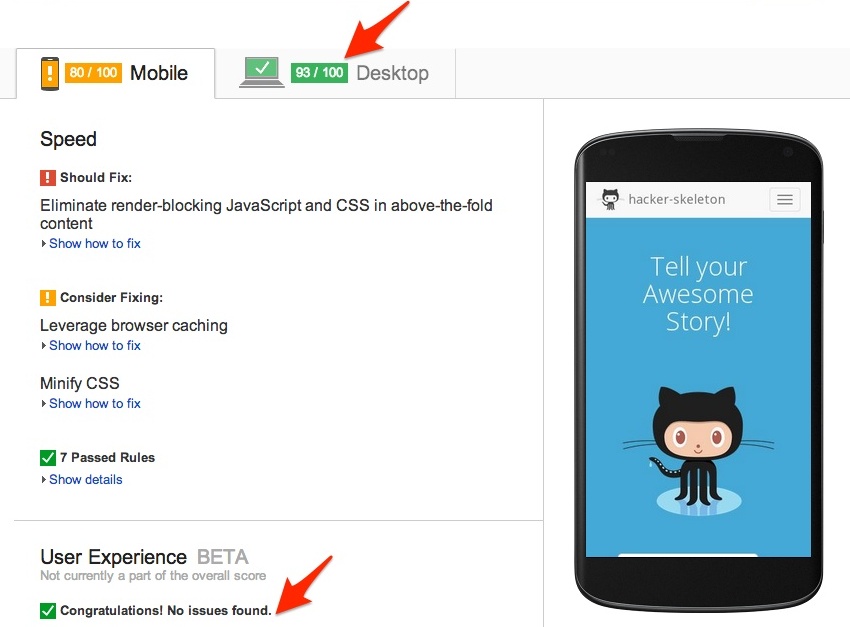 80 / 100 Mobile
93 / 100 Desktop
Speed
Should Fix:
Eliminate render-blocking JavaScript and CSS in above-the-fold
content
Show how to fix
Consider Fixing:
Leverage browser caching
Show how to fix
Minify CSS
Show how to fix
7 Passed Rules
Show details
User Experience BETA
Not currently a part of the overall score
Congratulations! No issues found.
hacker-skeleton
Tell your
Awesome
Story!